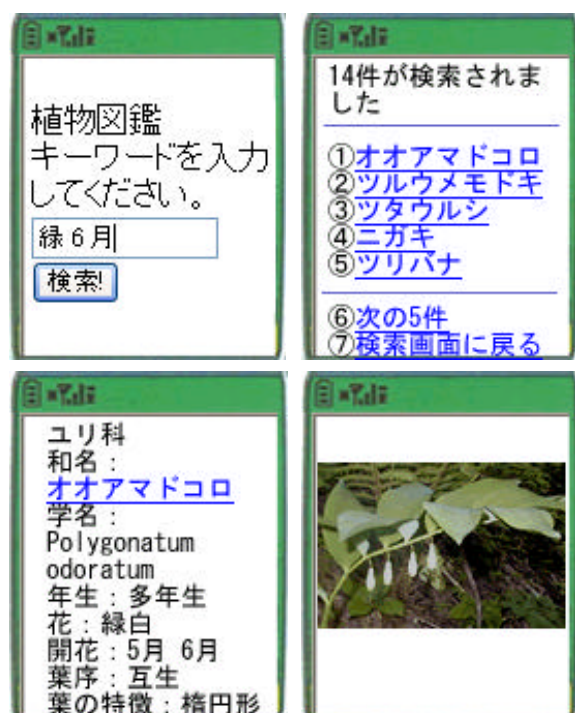 植物図鑑
キーワードを入力
してください。
緑 6月
検索!
14件が検索されま
した
①オオアマドコロ
②ツルウメモドキ
③ツタウルシ
④ニガキ
⑤ツリバナ
⑥次の5件
⑦検索画面に戻る
ユリ科
和名:
オオアマドコロ
学名:
Polygonatum
odoratum
年生:多年生
花:緑白
開花:5月 6月
葉序:互生
葉の特徴:楕円形